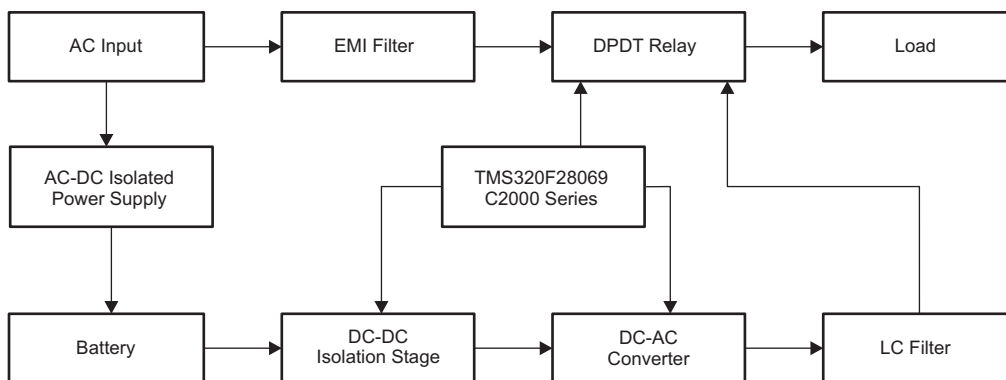 AC Input
EMI Filter
DPDT Relay
Load
AC-DC Isolated
Power Supply
TMS320F28069
C2000 Series
Battery
DC-DC
Isolation Stage
DC-AC
Converter
LC Filter